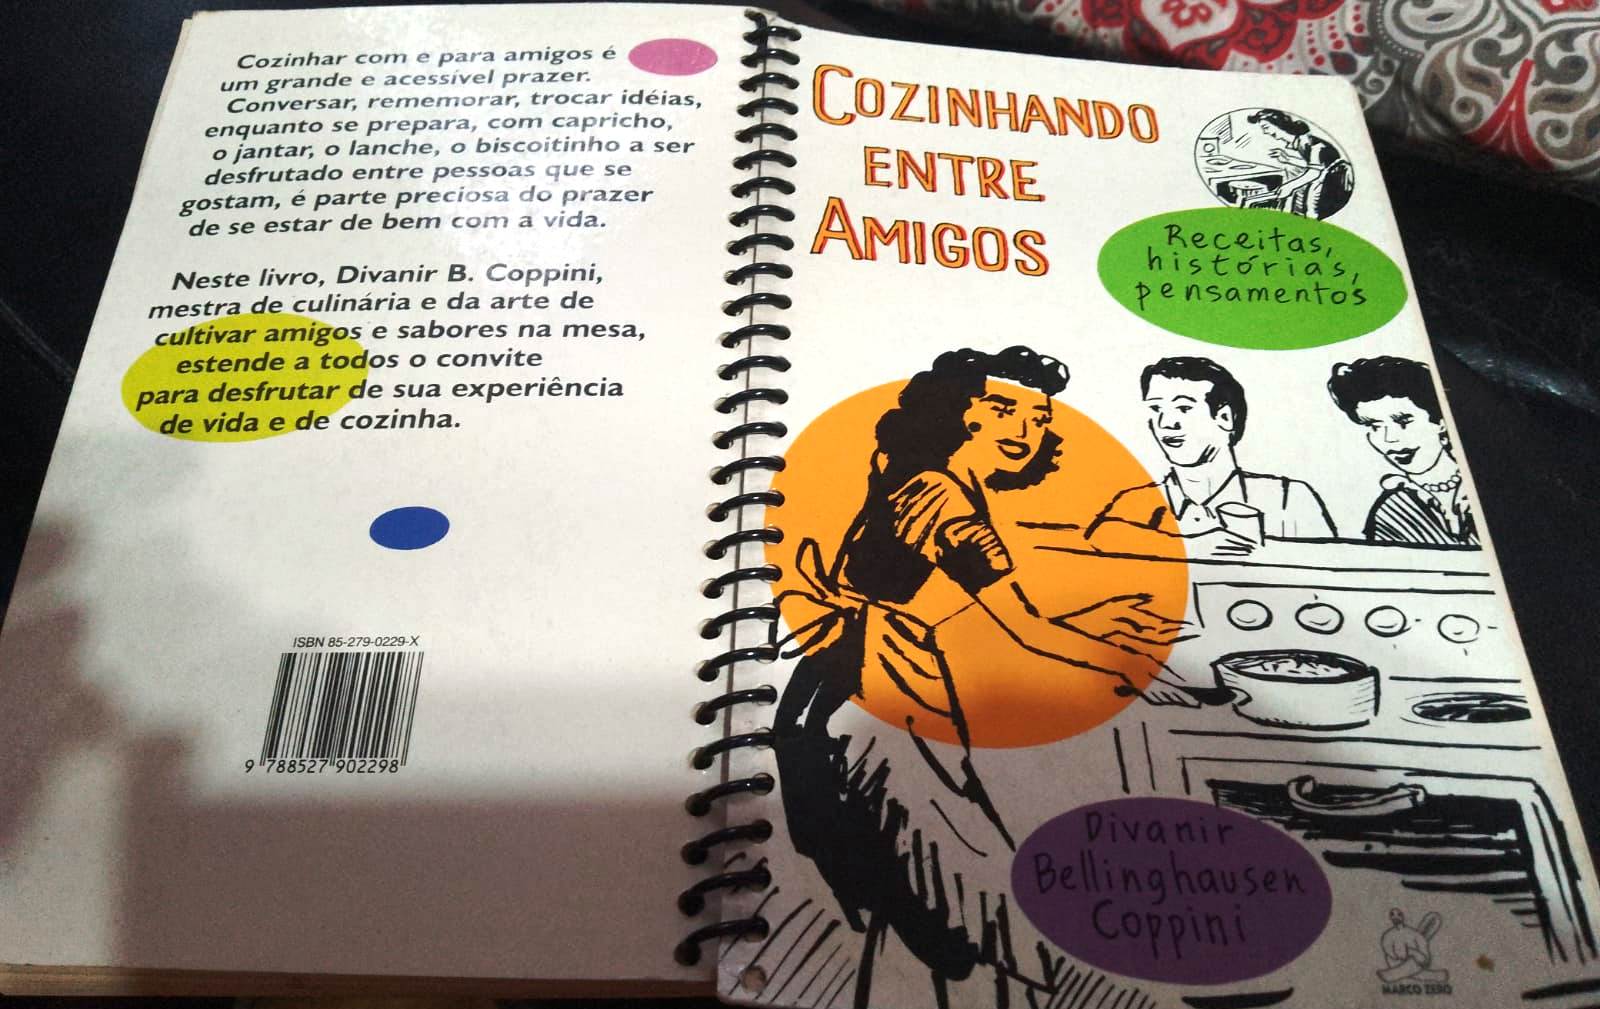 Cozinhar com e para amigos é
um grande e acessível prazer.
Conversar, rememorar, trocar idéias,
enquanto se prepara, com capricho,
o jantar, o lanche, o biscoitinho a ser
desfrutado entre pessoas que se
gostam, é parte preciosa do prazer
de se estar de bem com a vida.
Neste livro, Divanir B. Coppini,
mestra de culinária e da arte de
cultivar amigos e sabores na mesa,
estende a todos o convite
para desfrutar de sua experiência
de vida e de cozinha.
ISBN 85-279-0229-X
9 788527 902298
COZINHANDO
ENTRE
AMIGOS
Receitas,
histórias,
pensamentos
Divanir
Bellinghausen
Coppini
MARCO ZERO